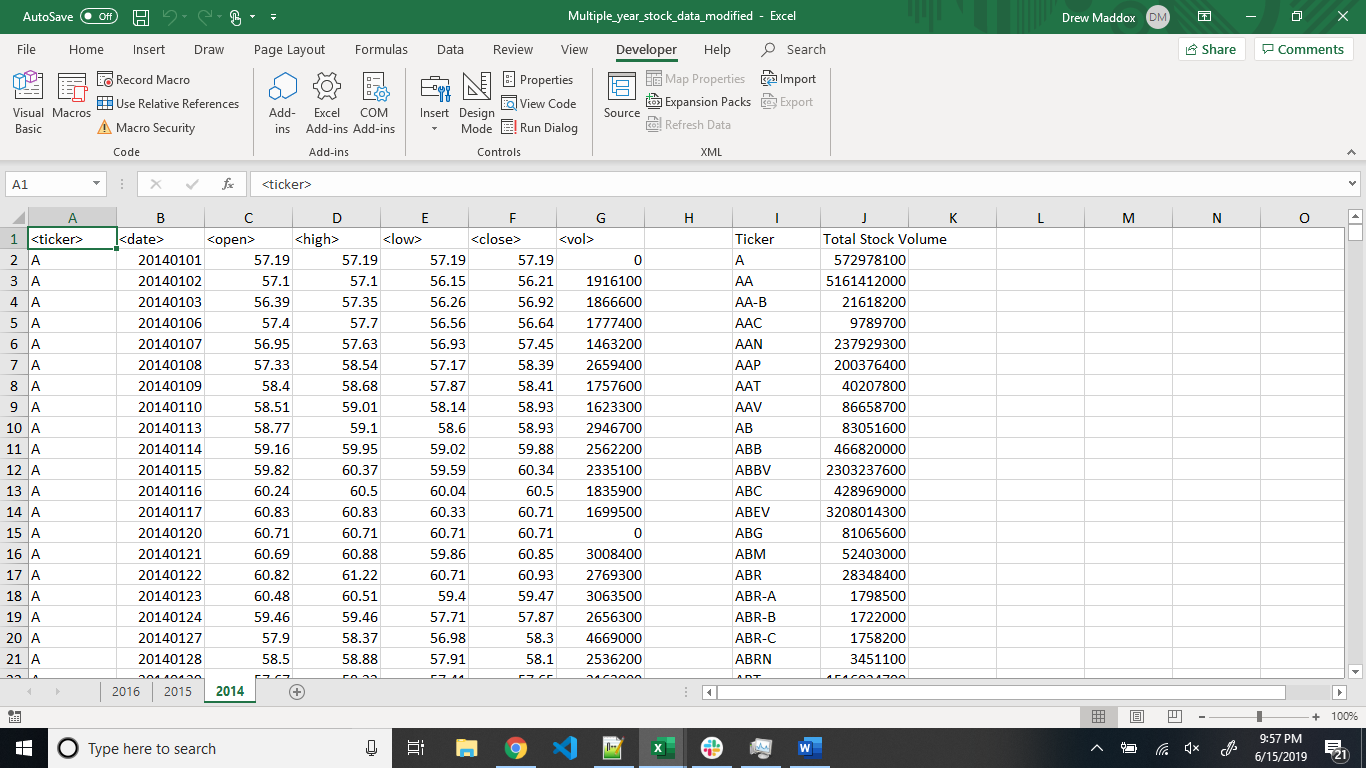 AutoSave Off Multiple_year_stock_data_modified - Excel Drew Maddox DM
File Home Insert Draw Page Layout Formulas Data Review View Developer Help Search Share Comments
Visual Basic Macros Record Macro Use Relative References Macro Security
Code
Add-ins Excel Add-ins COM Add-ins
Add-ins
Insert Design Mode Properties View Code Run Dialog
Controls
Source Map Properties Expansion Packs Refresh Data Import Export
XML
A1 fx <ticker>
A B C D E F G H I J K L M N O
1 <ticker> <date> <open> <high> <low> <close> <vol> Ticker Total Stock Volume
2 A 20140101 57.19 57.19 57.19 57.19 0 A 572978100
3 A 20140102 57.1 57.1 56.15 56.21 1916100 AA 5161412000
4 A 20140103 56.39 57.35 56.26 56.92 1866600 AA-B 21618200
5 A 20140106 57.4 57.7 56.56 56.64 1777400 AAC 9789700
6 A 20140107 56.95 57.63 56.93 57.45 1463200 AAN 237929300
7 A 20140108 57.33 58.54 57.17 58.39 2659400 AAP 200376400
8 A 20140109 58.4 58.68 57.87 58.41 1757600 AAT 40207800
9 A 20140110 58.51 59.01 58.14 58.93 1623300 AAV 86658700
10 A 20140113 58.77 59.1 58.6 58.93 2946700 AB 83051600
11 A 20140114 59.16 59.95 59.02 59.88 2562200 ABB 466820000
12 A 20140115 59.82 60.37 59.59 60.34 2335100 ABBV 2303237600
13 A 20140116 60.24 60.5 60.04 60.5 1835900 ABC 428969000
14 A 20140117 60.83 60.83 60.33 60.71 1699500 ABEV 3208014300
15 A 20140120 60.71 60.71 60.71 60.71 0 ABG 81065600
16 A 20140121 60.69 60.88 59.86 60.85 3008400 ABM 52403000
17 A 20140122 60.82 61.22 60.71 60.93 2769300 ABR 28348400
18 A 20140123 60.48 60.51 59.4 59.47 3063500 ABR-A 1798500
19 A 20140124 59.46 59.46 57.71 57.87 2656300 ABR-B 1722000
20 A 20140127 57.9 58.37 56.98 58.3 4669000 ABR-C 1758200
21 A 20140128 58.5 58.88 57.91 58.1 2536200 ABRN 3451100
2016 2015 2014
100%
Type here to search 9:57 PM
6/15/2019 21